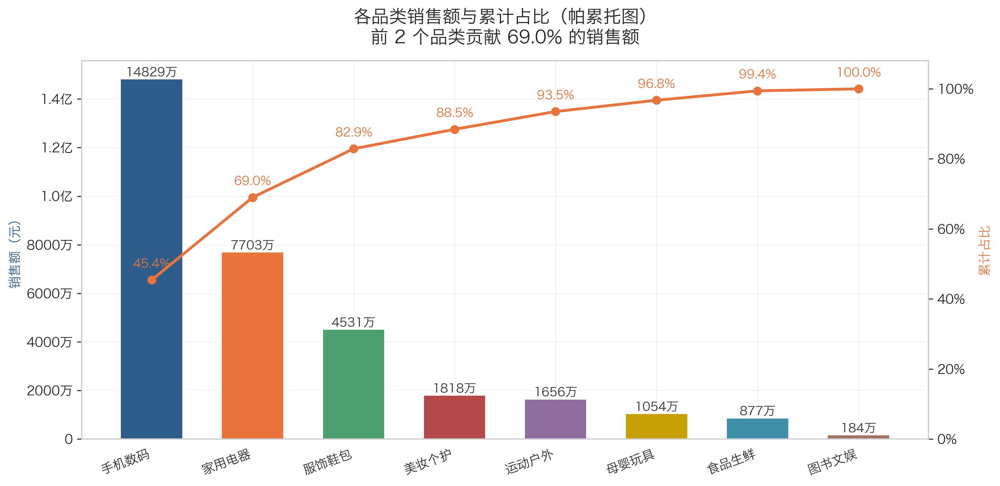 各品类销售额与累计占比（帕累托图）
前 2 个品类贡献 69.0% 的销售额
销售额（元）
1.4亿
1.2亿
1.0亿
8000万
6000万
4000万
2000万
0
14829万
7703万
4531万
1818万
1656万
1054万
877万
184万
45.4%
69.0%
82.9%
88.5%
93.5%
96.8%
99.4%
100.0%
100%
80%
60%
40%
20%
0%
累计占比
手机数码
家用电器
服饰鞋包
美妆个护
运动户外
母婴玩具
食品生鲜
图书文娱